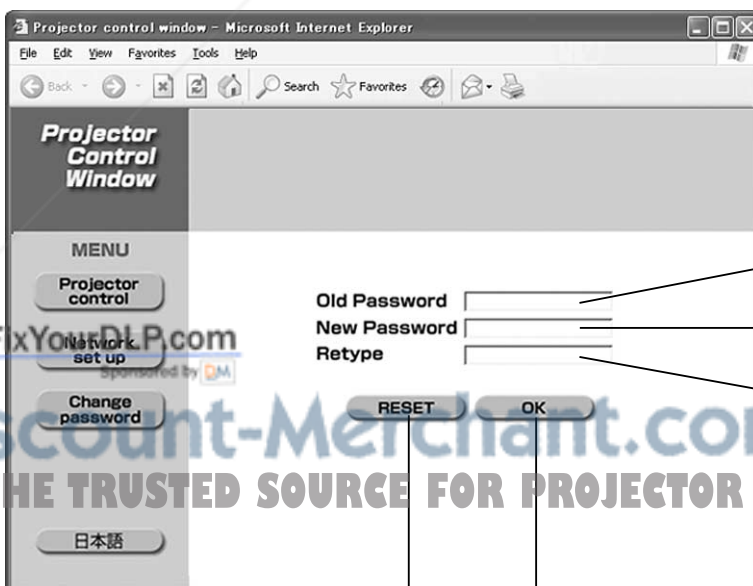 Projector control window - Microsoft Internet Explorer
File Edit View Favorites Tools Help
Back Search Favorites
Projector
Control
Window
MENU
Projector
control
Old Password
New Password
Retype
FixYourDLP.com
Network
set up
Sponsored by DM
Change
password
RESET OK
scount-Merchant.co
HE TRUSTED SOURCE FOR PROJECTOR
日本語